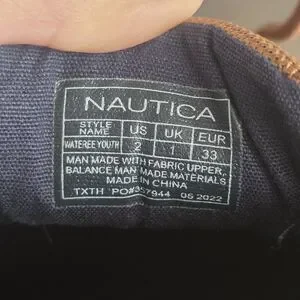 NAUTICA
STYLE NAME US UK EUR
WATEREE YOUTH 2 1 33
MAN MADE WITH FABRIC UPPER,
BALANCE MAN MADE MATERIALS
MADE IN CHINA
TXTH PO#357944 05 2022